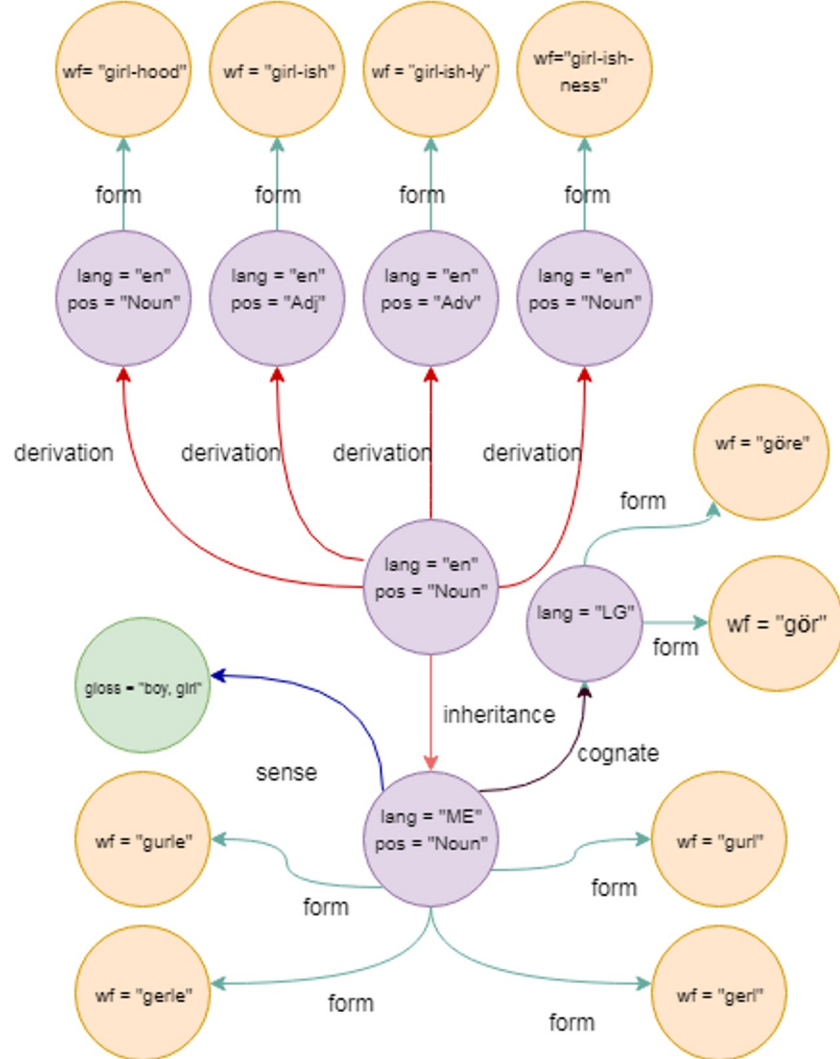 wf= "girl-hood"
wf = "girl-ish"
wf = "girl-ish-ly"
wf="girl-ish-
ness"
form
form
form
form
lang = "en"
pos = "Noun"
lang = "en"
pos = "Adj"
lang = "en"
pos = "Adv"
lang = "en"
pos = "Noun"
derivation
derivation
derivation
derivation
wf = "göre"
form
lang = "en"
pos = "Noun"
lang = "LG"
wf = "gör"
form
gloss = "boy, girl"
inheritance
cognate
sense
lang = "ME"
pos = "Noun"
wf = "gurle"
wf = "gurl"
form
form
wf = "gerle"
wf = "gerl"
form
form